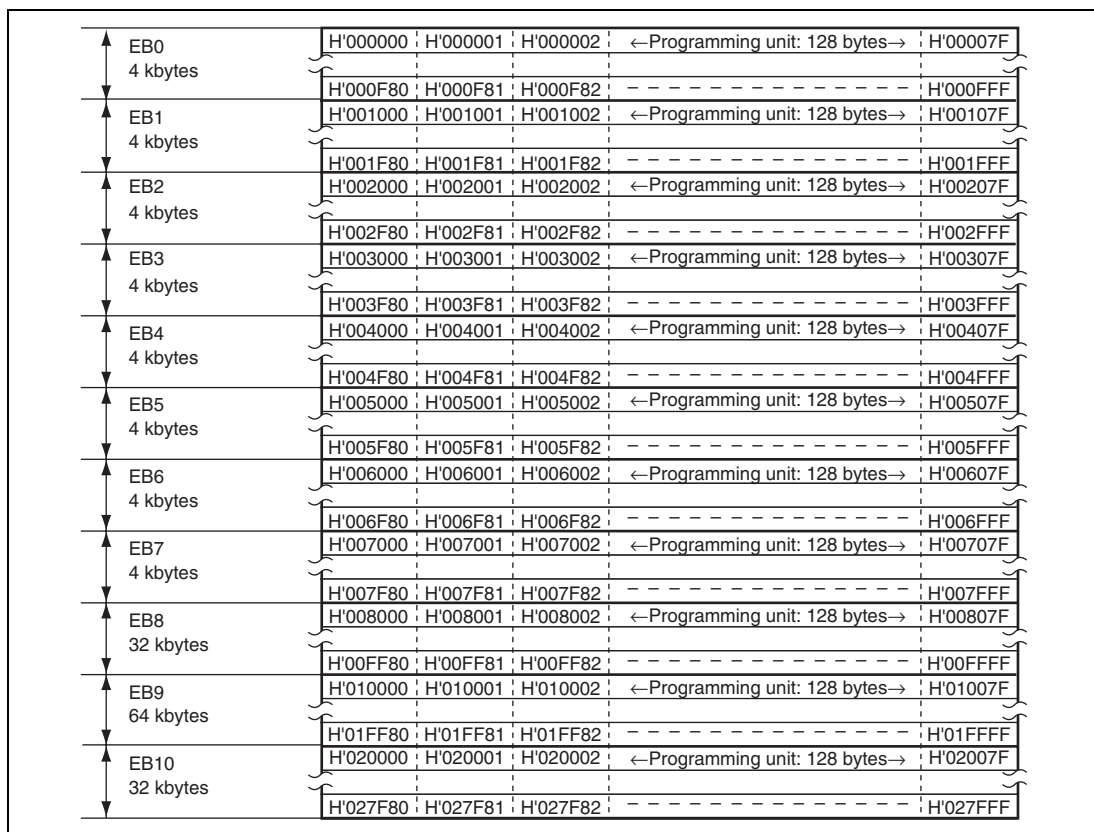 EB0
4 kbytes
H'000000 H'000001 H'000002 ←Programming unit: 128 bytes→ H'00007F
H'000F80 H'000F81 H'000F82 – – – – – – – – – – – – – – H'000FFF
EB1
4 kbytes
H'001000 H'001001 H'001002 ←Programming unit: 128 bytes→ H'00107F
H'001F80 H'001F81 H'001F82 – – – – – – – – – – – – – – H'001FFF
EB2
4 kbytes
H'002000 H'002001 H'002002 ←Programming unit: 128 bytes→ H'00207F
H'002F80 H'002F81 H'002F82 – – – – – – – – – – – – – – H'002FFF
EB3
4 kbytes
H'003000 H'003001 H'003002 ←Programming unit: 128 bytes→ H'00307F
H'003F80 H'003F81 H'003F82 – – – – – – – – – – – – – – H'003FFF
EB4
4 kbytes
H'004000 H'004001 H'004002 ←Programming unit: 128 bytes→ H'00407F
H'004F80 H'004F81 H'004F82 – – – – – – – – – – – – – – H'004FFF
EB5
4 kbytes
H'005000 H'005001 H'005002 ←Programming unit: 128 bytes→ H'00507F
H'005F80 H'005F81 H'005F82 – – – – – – – – – – – – – – H'005FFF
EB6
4 kbytes
H'006000 H'006001 H'006002 ←Programming unit: 128 bytes→ H'00607F
H'006F80 H'006F81 H'006F82 – – – – – – – – – – – – – – H'006FFF
EB7
4 kbytes
H'007000 H'007001 H'007002 ←Programming unit: 128 bytes→ H'00707F
H'007F80 H'007F81 H'007F82 – – – – – – – – – – – – – – H'007FFF
EB8
32 kbytes
H'008000 H'008001 H'008002 ←Programming unit: 128 bytes→ H'00807F
H'00FF80 H'00FF81 H'00FF82 – – – – – – – – – – – – – – H'00FFFF
EB9
64 kbytes
H'010000 H'010001 H'010002 ←Programming unit: 128 bytes→ H'01007F
H'01FF80 H'01FF81 H'01FF82 – – – – – – – – – – – – – – H'01FFFF
EB10
32 kbytes
H'020000 H'020001 H'020002 ←Programming unit: 128 bytes→ H'02007F
H'027F80 H'027F81 H'027F82 – – – – – – – – – – – – – – H'027FFF